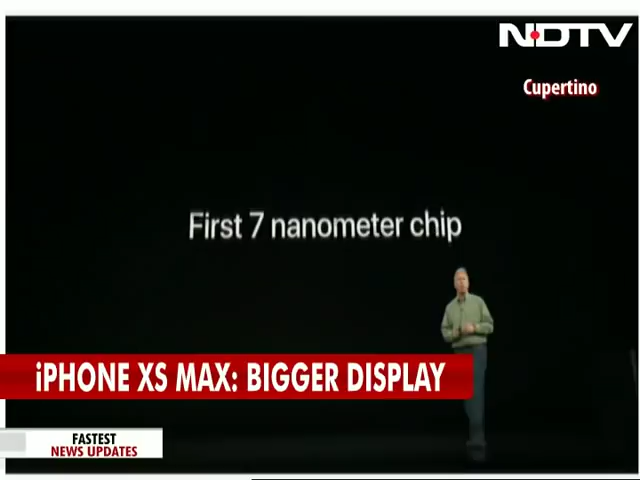 NDTV
Cupertino
First 7 nanometer chip
iPHONE XS MAX: BIGGER DISPLAY
FASTEST
NEWS UPDATES